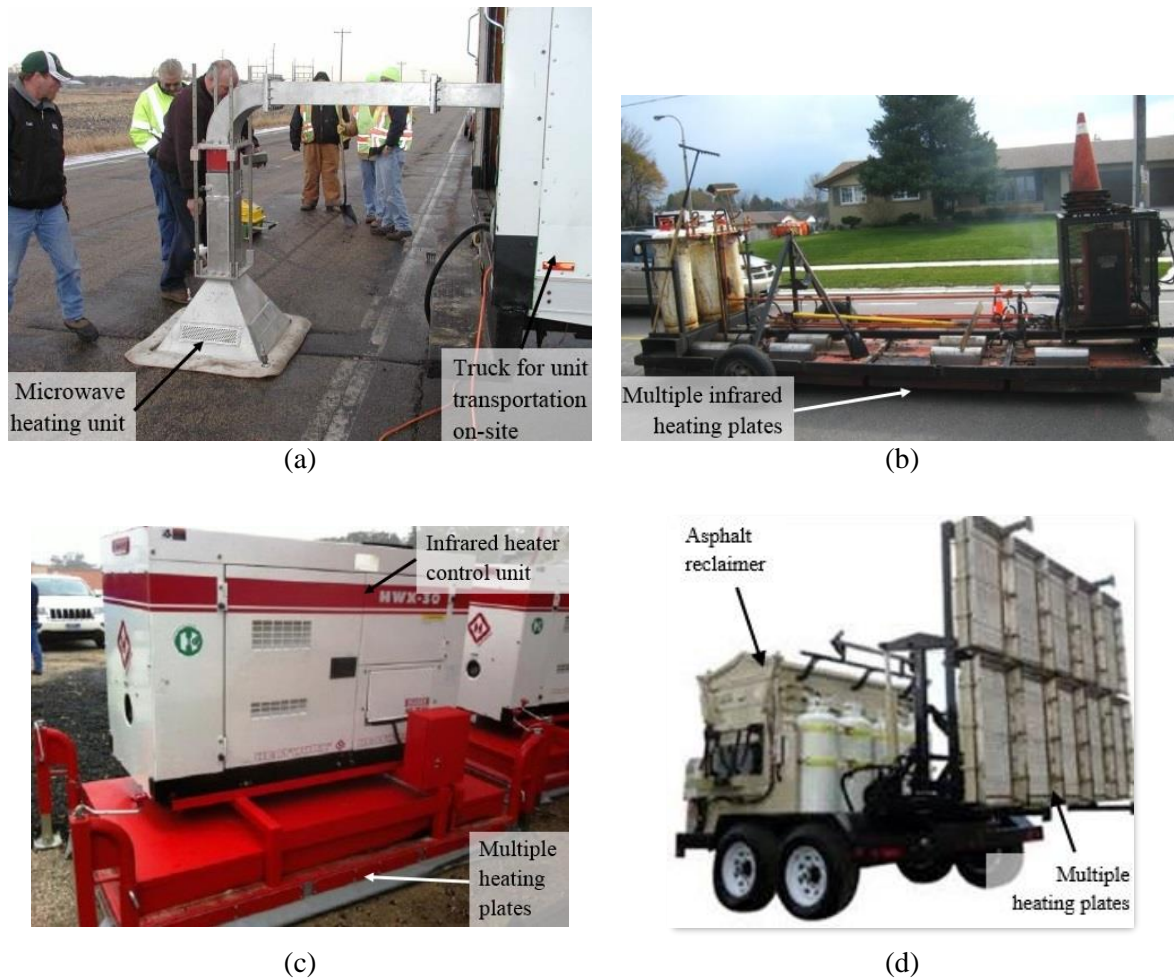 Microwave
heating unit
Truck for unit
transportation
on-site
(a)
Multiple infrared
heating plates
(b)
Infrared heater
control unit
HWX-30
Multiple
heating
plates
(c)
Asphalt
reclaimer
Multiple
heating plates
(d)